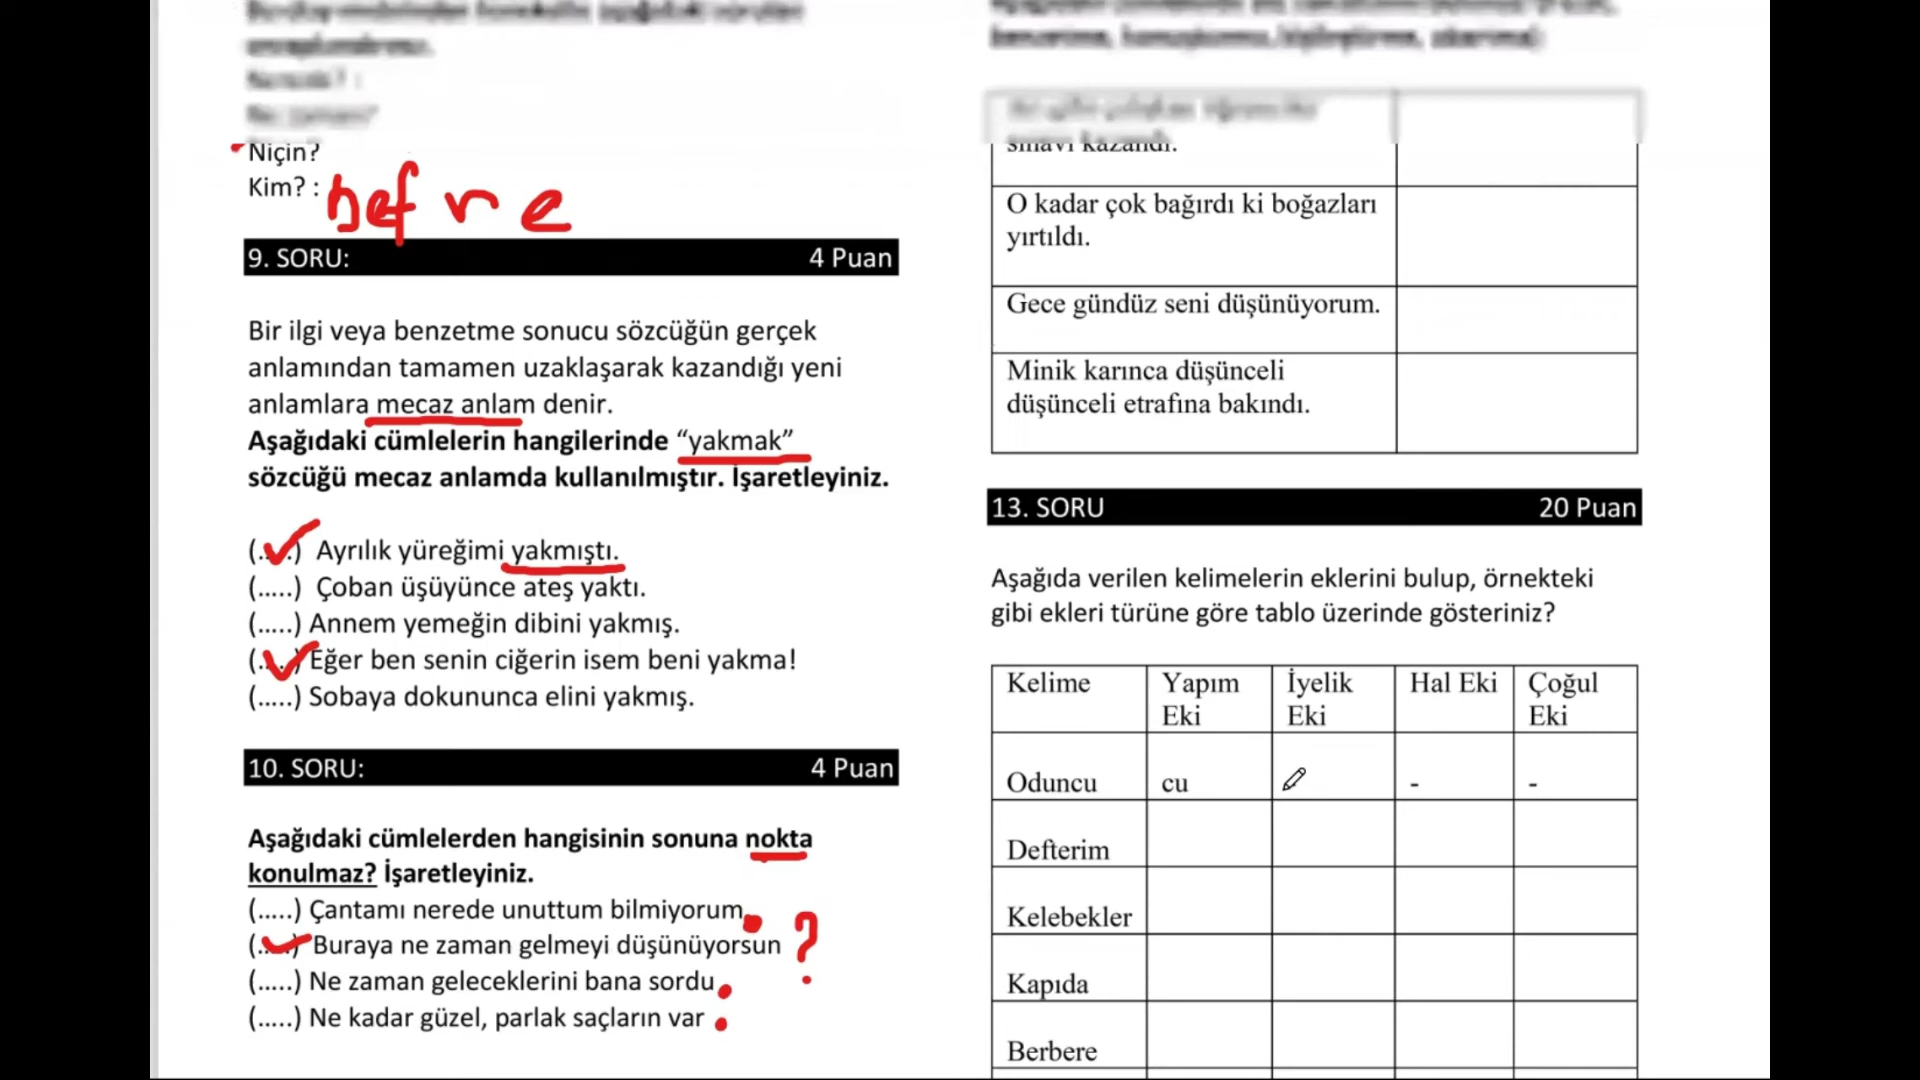 Niçin?
Kim? : Defne
9. SORU: 4 Puan
Bir ilgi veya benzetme sonucu sözcüğün gerçek
anlamından tamamen uzaklaşarak kazandığı yeni
anlamlara mecaz anlam denir.
Aşağıdaki cümlelerin hangilerinde “yakmak”
sözcüğü mecaz anlamda kullanılmıştır. İşaretleyiniz.
(.....) Ayrılık yüreğimi yakmıştı.
(.....) Çoban üşüyünce ateş yaktı.
(.....) Annem yemeğin dibini yakmış.
(.....) Eğer ben senin ciğerin isem beni yakma!
(.....) Sobaya dokununca elini yakmış.
10. SORU: 4 Puan
Aşağıdaki cümlelerden hangisinin sonuna nokta
konulmaz? İşaretleyiniz.
(.....) Çantamı nerede unuttum bilmiyorum.
(.....) Buraya ne zaman gelmeyi düşünüyorsun ?
(.....) Ne zaman geleceklerini bana sordu.
(.....) Ne kadar güzel, parlak saçların var .
sınavı kazandı.
O kadar çok bağırdı ki boğazları
yırtıldı.
Gece gündüz seni düşünüyorum.
Minik karınca düşünceli
düşünceli etrafına bakındı.
13. SORU 20 Puan
Aşağıda verilen kelimelerin eklerini bulup, örnekteki
gibi ekleri türüne göre tablo üzerinde gösteriniz?
Kelime Yapım İyelik Hal Eki Çoğul
Eki Eki Eki
Oduncu cu - -
Defterim
Kelebekler
Kapıda
Berbere